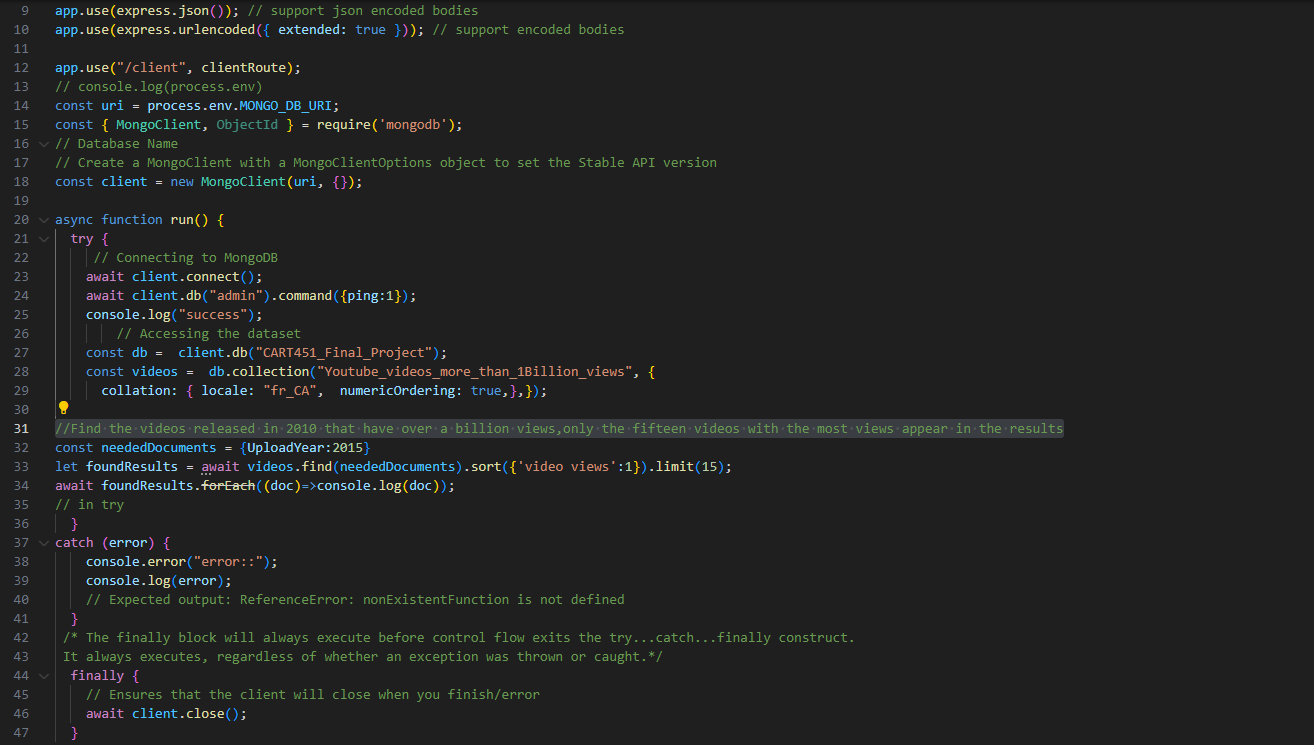 9 app.use(express.json()); // support json encoded bodies
10 app.use(express.urlencoded({ extended: true })); // support encoded bodies
11
12 app.use("/client", clientRoute);
13 // console.log(process.env)
14 const uri = process.env.MONGO_DB_URI;
15 const { MongoClient, ObjectId } = require('mongodb');
16 // Database Name
17 // Create a MongoClient with a MongoClientOptions object to set the Stable API version
18 const client = new MongoClient(uri, {});
19
20 async function run() {
21 try {
22 // Connecting to MongoDB
23 await client.connect();
24 await client.db("admin").command({ping:1});
25 console.log("success");
26 // Accessing the dataset
27 const db =  client.db("CART451_Final_Project");
28 const videos =  db.collection("Youtube_videos_more_than_1Billion_views", {
29 collation: { locale: "fr_CA",  numericOrdering: true,},});
30
31 //Find the videos released in 2010 that have over a billion views,only the fifteen videos with the most views appear in the results
32 const neededDocuments = {UploadYear:2015}
33 let foundResults = await videos.find(neededDocuments).sort({'video views':1}).limit(15);
34 await foundResults.forEach((doc)=>console.log(doc));
35 // in try
36 }
37 catch (error) {
38 console.error("error::");
39 console.log(error);
40 // Expected output: ReferenceError: nonExistentFunction is not defined
41 }
42 /* The finally block will always execute before control flow exits the try...catch...finally construct.
43 It always executes, regardless of whether an exception was thrown or caught.*/
44 finally {
45 // Ensures that the client will close when you finish/error
46 await client.close();
47 }